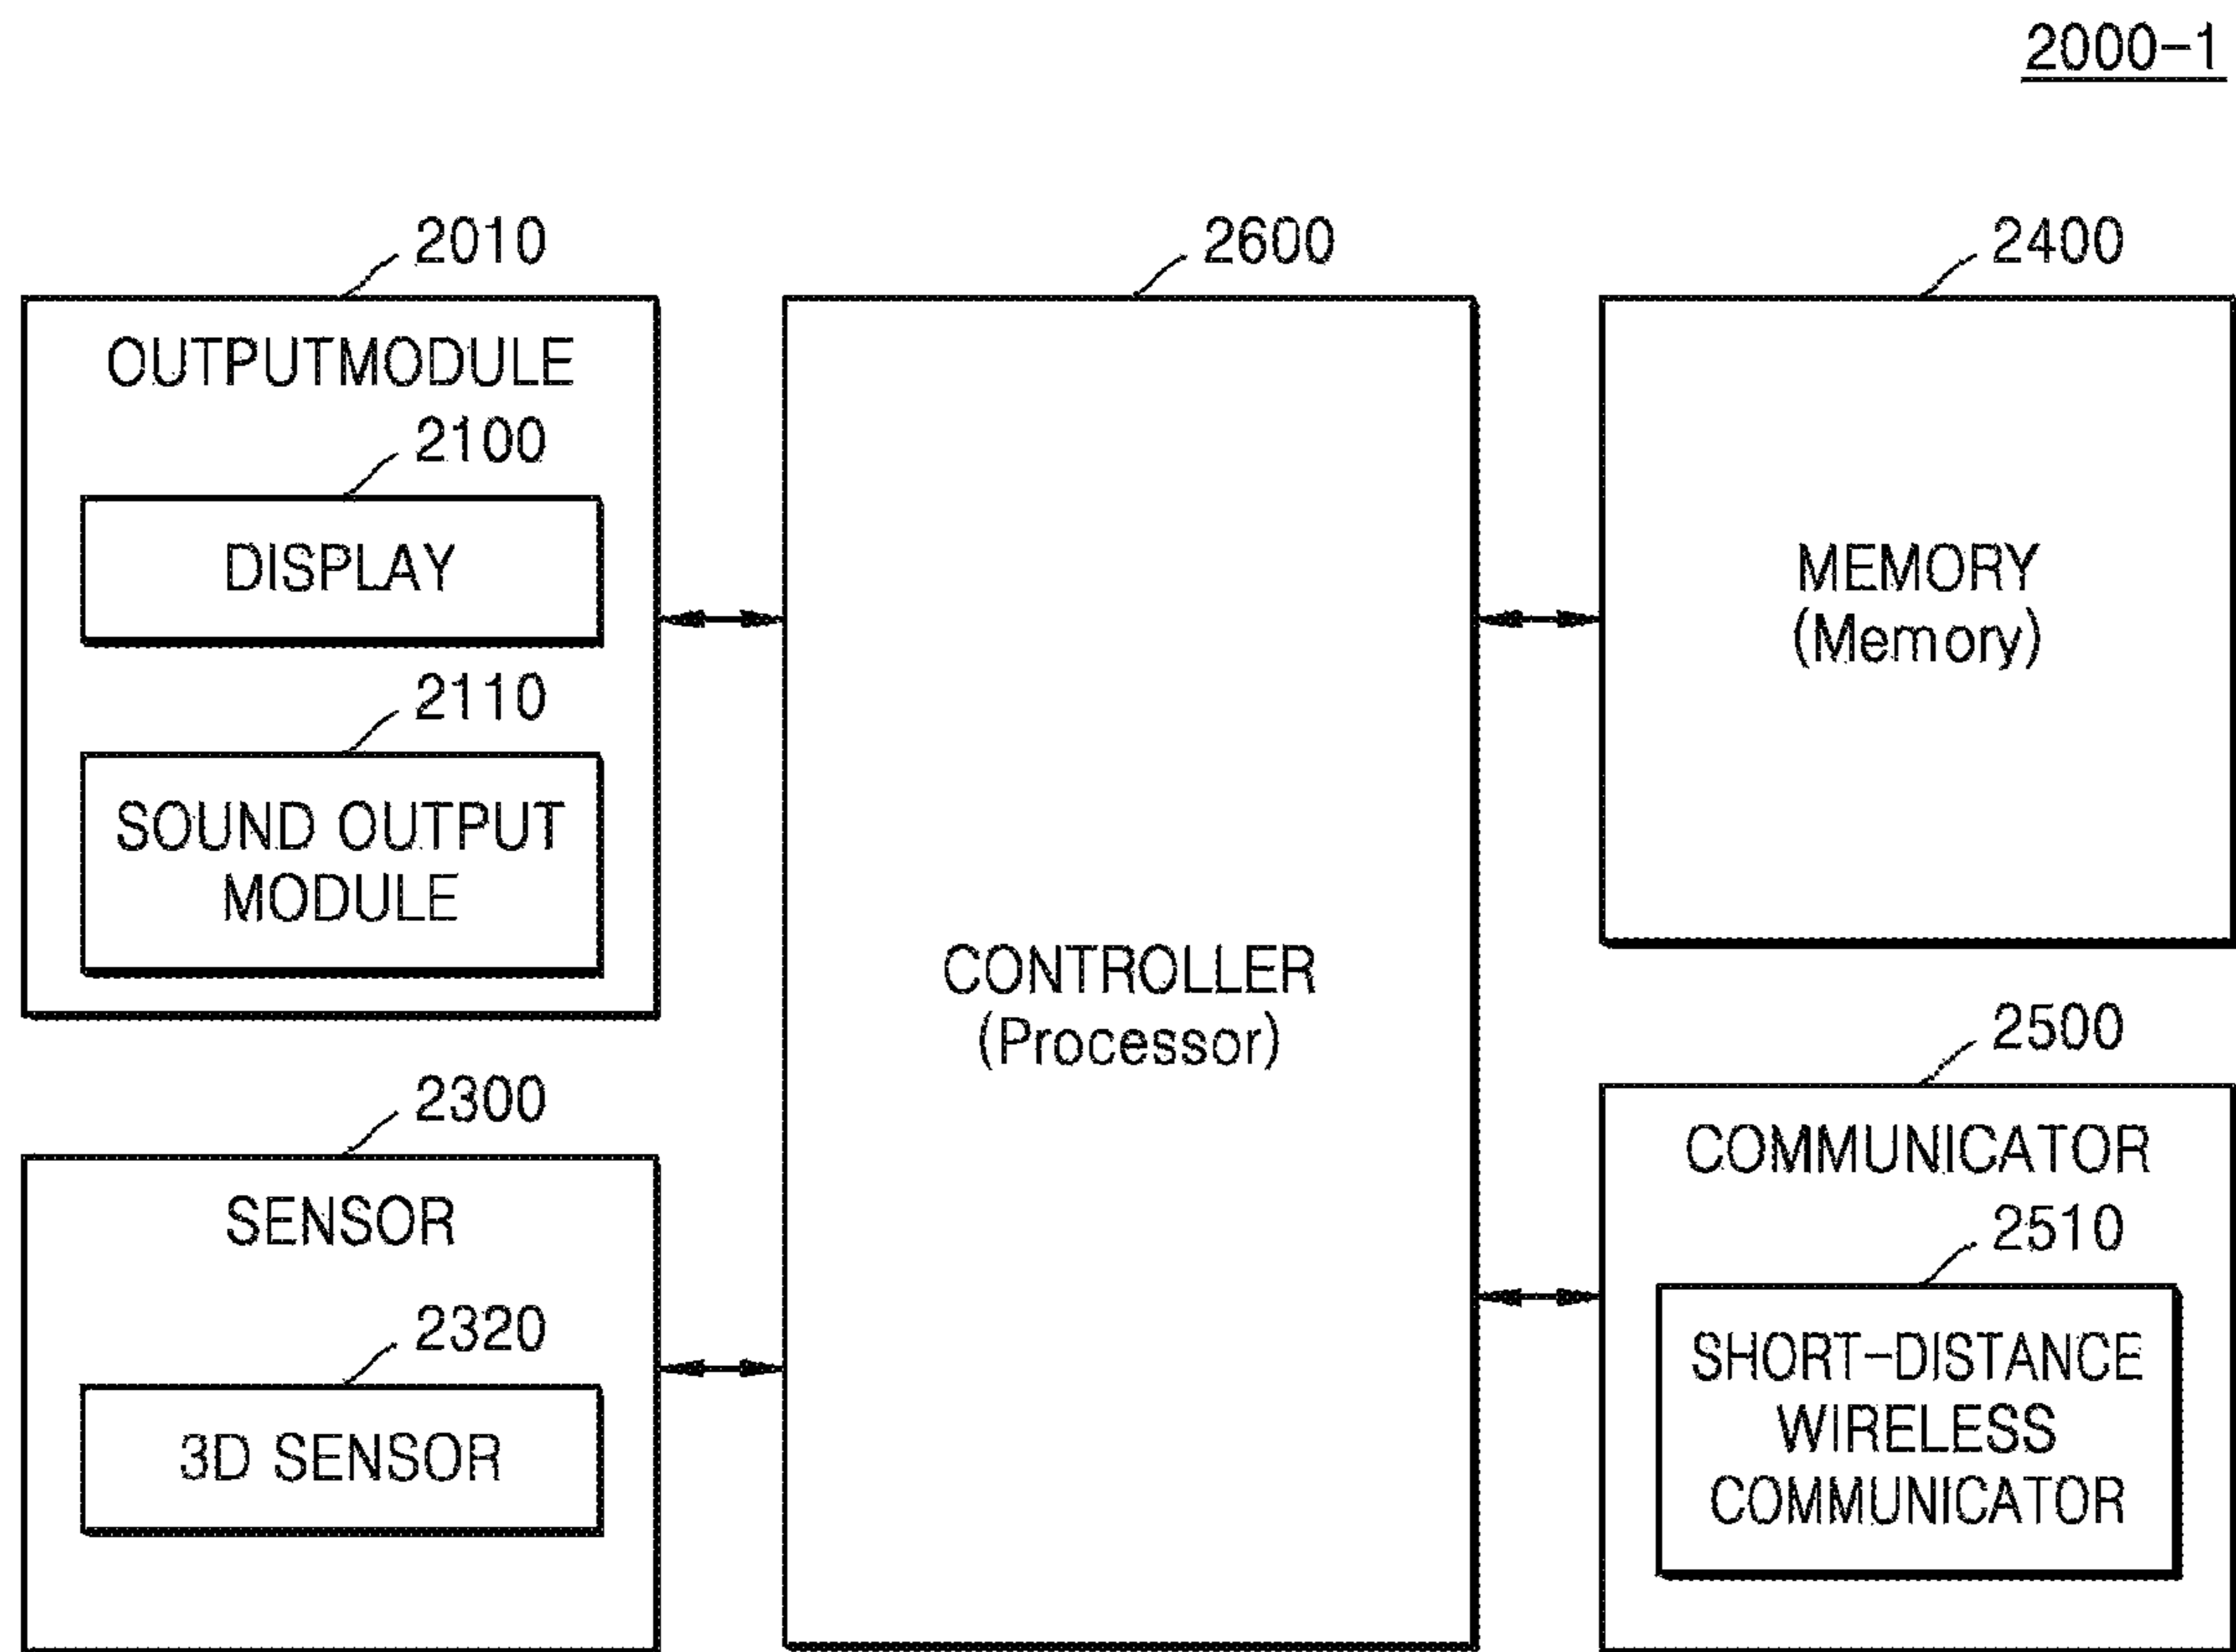 2000-1
2010
OUTPUTMODULE
2100
DISPLAY
2110
SOUND OUTPUT
MODULE
2300
SENSOR
2320
3D SENSOR
2600
CONTROLLER
(Processor)
2400
MEMORY
(Memory)
2500
COMMUNICATOR
2510
SHORT-DISTANCE
WIRELESS
COMMUNICATOR